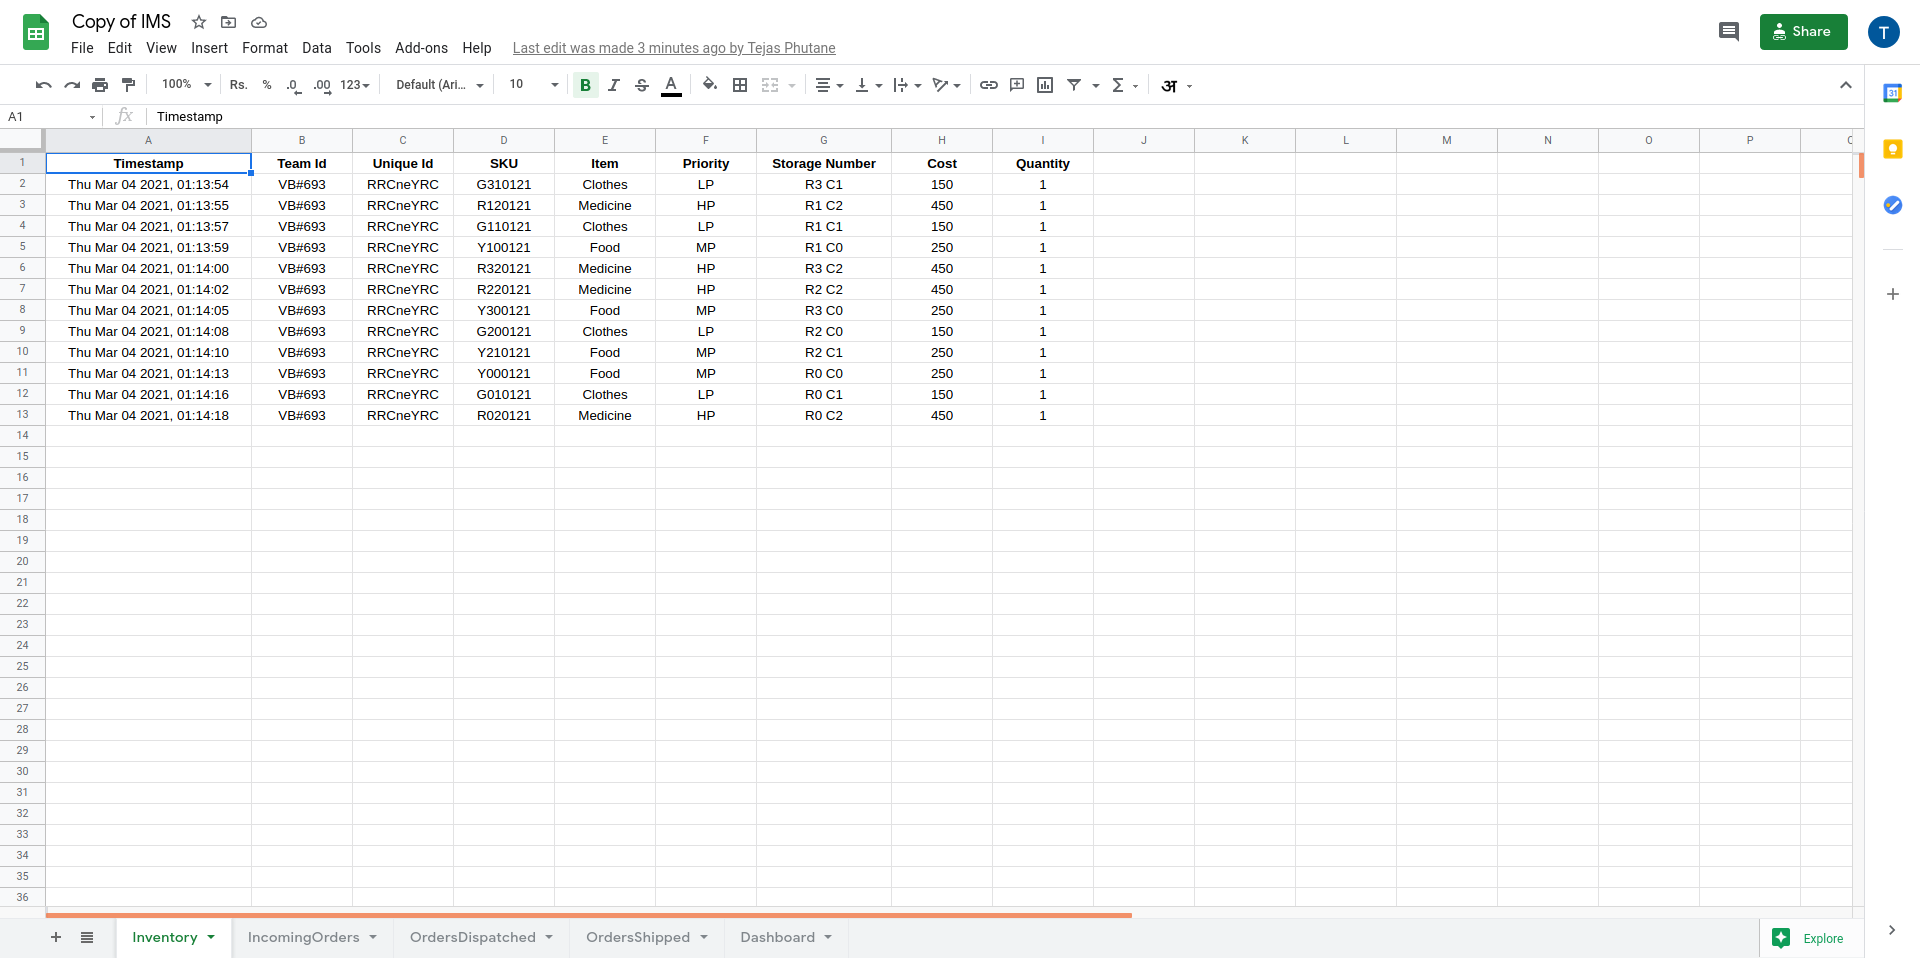 Copy of IMS
File Edit View Insert Format Data Tools Add-ons Help Last edit was made 3 minutes ago by Tejas Phutane
Share
T
100% Rs. % .0 .00 123 Default (Ari... 10 B I S A Σ अ
31
A1 fx Timestamp
A B C D E F G H I J K L M N O P
1 Timestamp Team Id Unique Id SKU Item Priority Storage Number Cost Quantity
2 Thu Mar 04 2021, 01:13:54 VB#693 RRCneYRC G310121 Clothes LP R3 C1 150 1
3 Thu Mar 04 2021, 01:13:55 VB#693 RRCneYRC R120121 Medicine HP R1 C2 450 1
4 Thu Mar 04 2021, 01:13:57 VB#693 RRCneYRC G110121 Clothes LP R1 C1 150 1
5 Thu Mar 04 2021, 01:13:59 VB#693 RRCneYRC Y100121 Food MP R1 C0 250 1
6 Thu Mar 04 2021, 01:14:00 VB#693 RRCneYRC R320121 Medicine HP R3 C2 450 1
7 Thu Mar 04 2021, 01:14:02 VB#693 RRCneYRC R220121 Medicine HP R2 C2 450 1
8 Thu Mar 04 2021, 01:14:05 VB#693 RRCneYRC Y300121 Food MP R3 C0 250 1
9 Thu Mar 04 2021, 01:14:08 VB#693 RRCneYRC G200121 Clothes LP R2 C0 150 1
10 Thu Mar 04 2021, 01:14:10 VB#693 RRCneYRC Y210121 Food MP R2 C1 250 1
11 Thu Mar 04 2021, 01:14:13 VB#693 RRCneYRC Y000121 Food MP R0 C0 250 1
12 Thu Mar 04 2021, 01:14:16 VB#693 RRCneYRC G010121 Clothes LP R0 C1 150 1
13 Thu Mar 04 2021, 01:14:18 VB#693 RRCneYRC R020121 Medicine HP R0 C2 450 1
14
15
16
17
18
19
20
21
22
23
24
25
26
27
28
29
30
31
32
33
34
35
36
Inventory IncomingOrders OrdersDispatched OrdersShipped Dashboard Explore